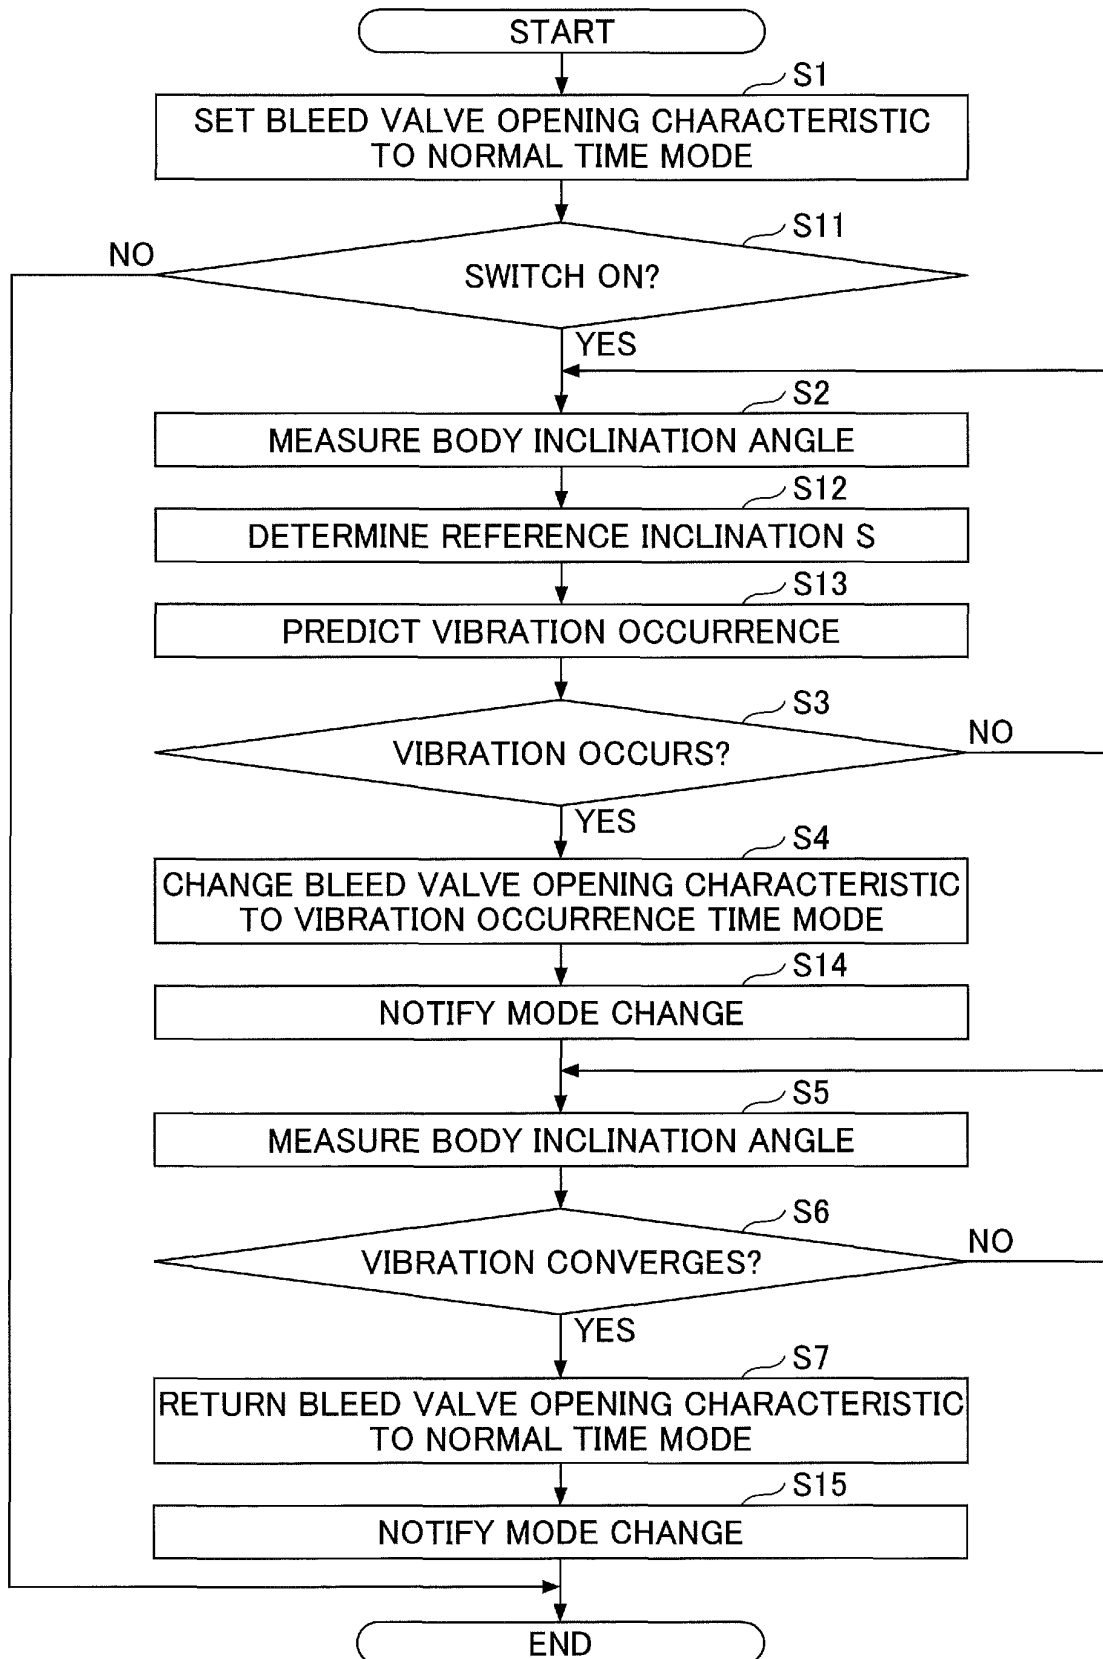 START
S1
SET BLEED VALVE OPENING CHARACTERISTIC
TO NORMAL TIME MODE
S11
NO
SWITCH ON?
YES
S2
MEASURE BODY INCLINATION ANGLE
S12
DETERMINE REFERENCE INCLINATION S
S13
PREDICT VIBRATION OCCURRENCE
S3
VIBRATION OCCURS?
NO
YES
S4
CHANGE BLEED VALVE OPENING CHARACTERISTIC
TO VIBRATION OCCURRENCE TIME MODE
S14
NOTIFY MODE CHANGE
S5
MEASURE BODY INCLINATION ANGLE
S6
VIBRATION CONVERGES?
NO
YES
S7
RETURN BLEED VALVE OPENING CHARACTERISTIC
TO NORMAL TIME MODE
S15
NOTIFY MODE CHANGE
END